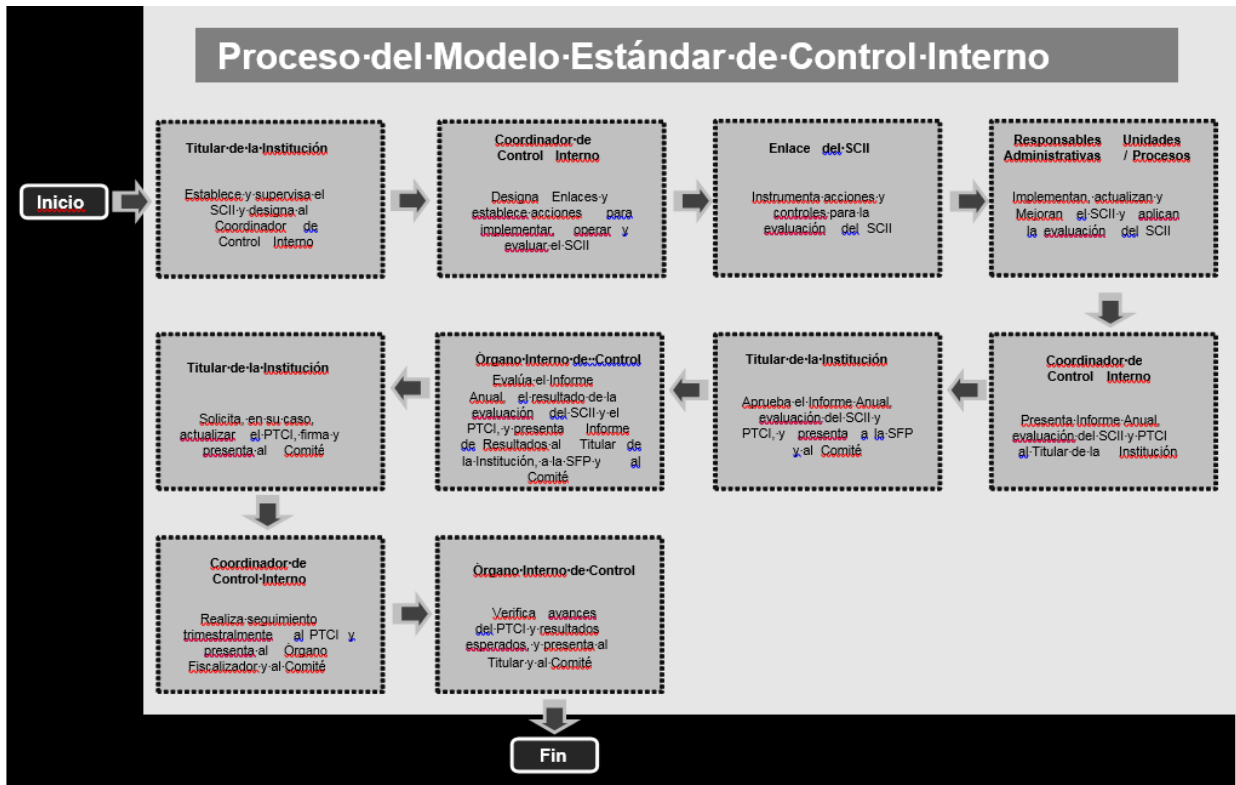 Proceso·del·Modelo·Estándar·de·Control·Interno
Inicio
Titular·de·la·Institución
Establece·y·supervisa·el
SCII·y·designa·al
Coordinador de
Control Interno
Coordinador de
Control Interno
Designa Enlaces·y
establece·acciones para
implementar, operar y
evaluar·el·SCII
Enlace del·SCII
Instrumenta·acciones·y
controles·para·la
evaluación del SCII
Responsables Unidades
Administrativas / Procesos
Implementan,·actualizan·y
Mejoran el·SCII·y aplican
la evaluación del SCII
Coordinador·de
Control Interno
Presenta·Informe·Anual,
evaluación·del·SCII·y·PTCI
al·Titular·de·la Institución
Titular·de·la·Institución
Aprueba·el·Informe·Anual,
evaluación·del·SCII·y
PTCI,·y presenta a la·SFP
y·al·Comité
Órgano·Interno·de··Control
Evalúa·el·Informe
Anual, el·resultado·de·la
evaluación del·SCII·y·el
PTCI,·y·presenta Informe
de·Resultados·al Titular de
la·Institución,·a·la·SFP·y al
Comité
Titular·de·la·Institución
Solicita,·en·su·caso,
actualizar el·PTCI,·firma·y
presenta·al Comité
Coordinador·de
Control·Interno
Realiza·seguimiento
trimestralmente al·PTCI y
presenta·al Órgano
Fiscalizador·y·al·Comité
Órgano·Interno·de·Control
Verifica avances
del·PTCI·y·resultados
esperados,·y·presenta·al
Titular·y·al·Comité
Fin